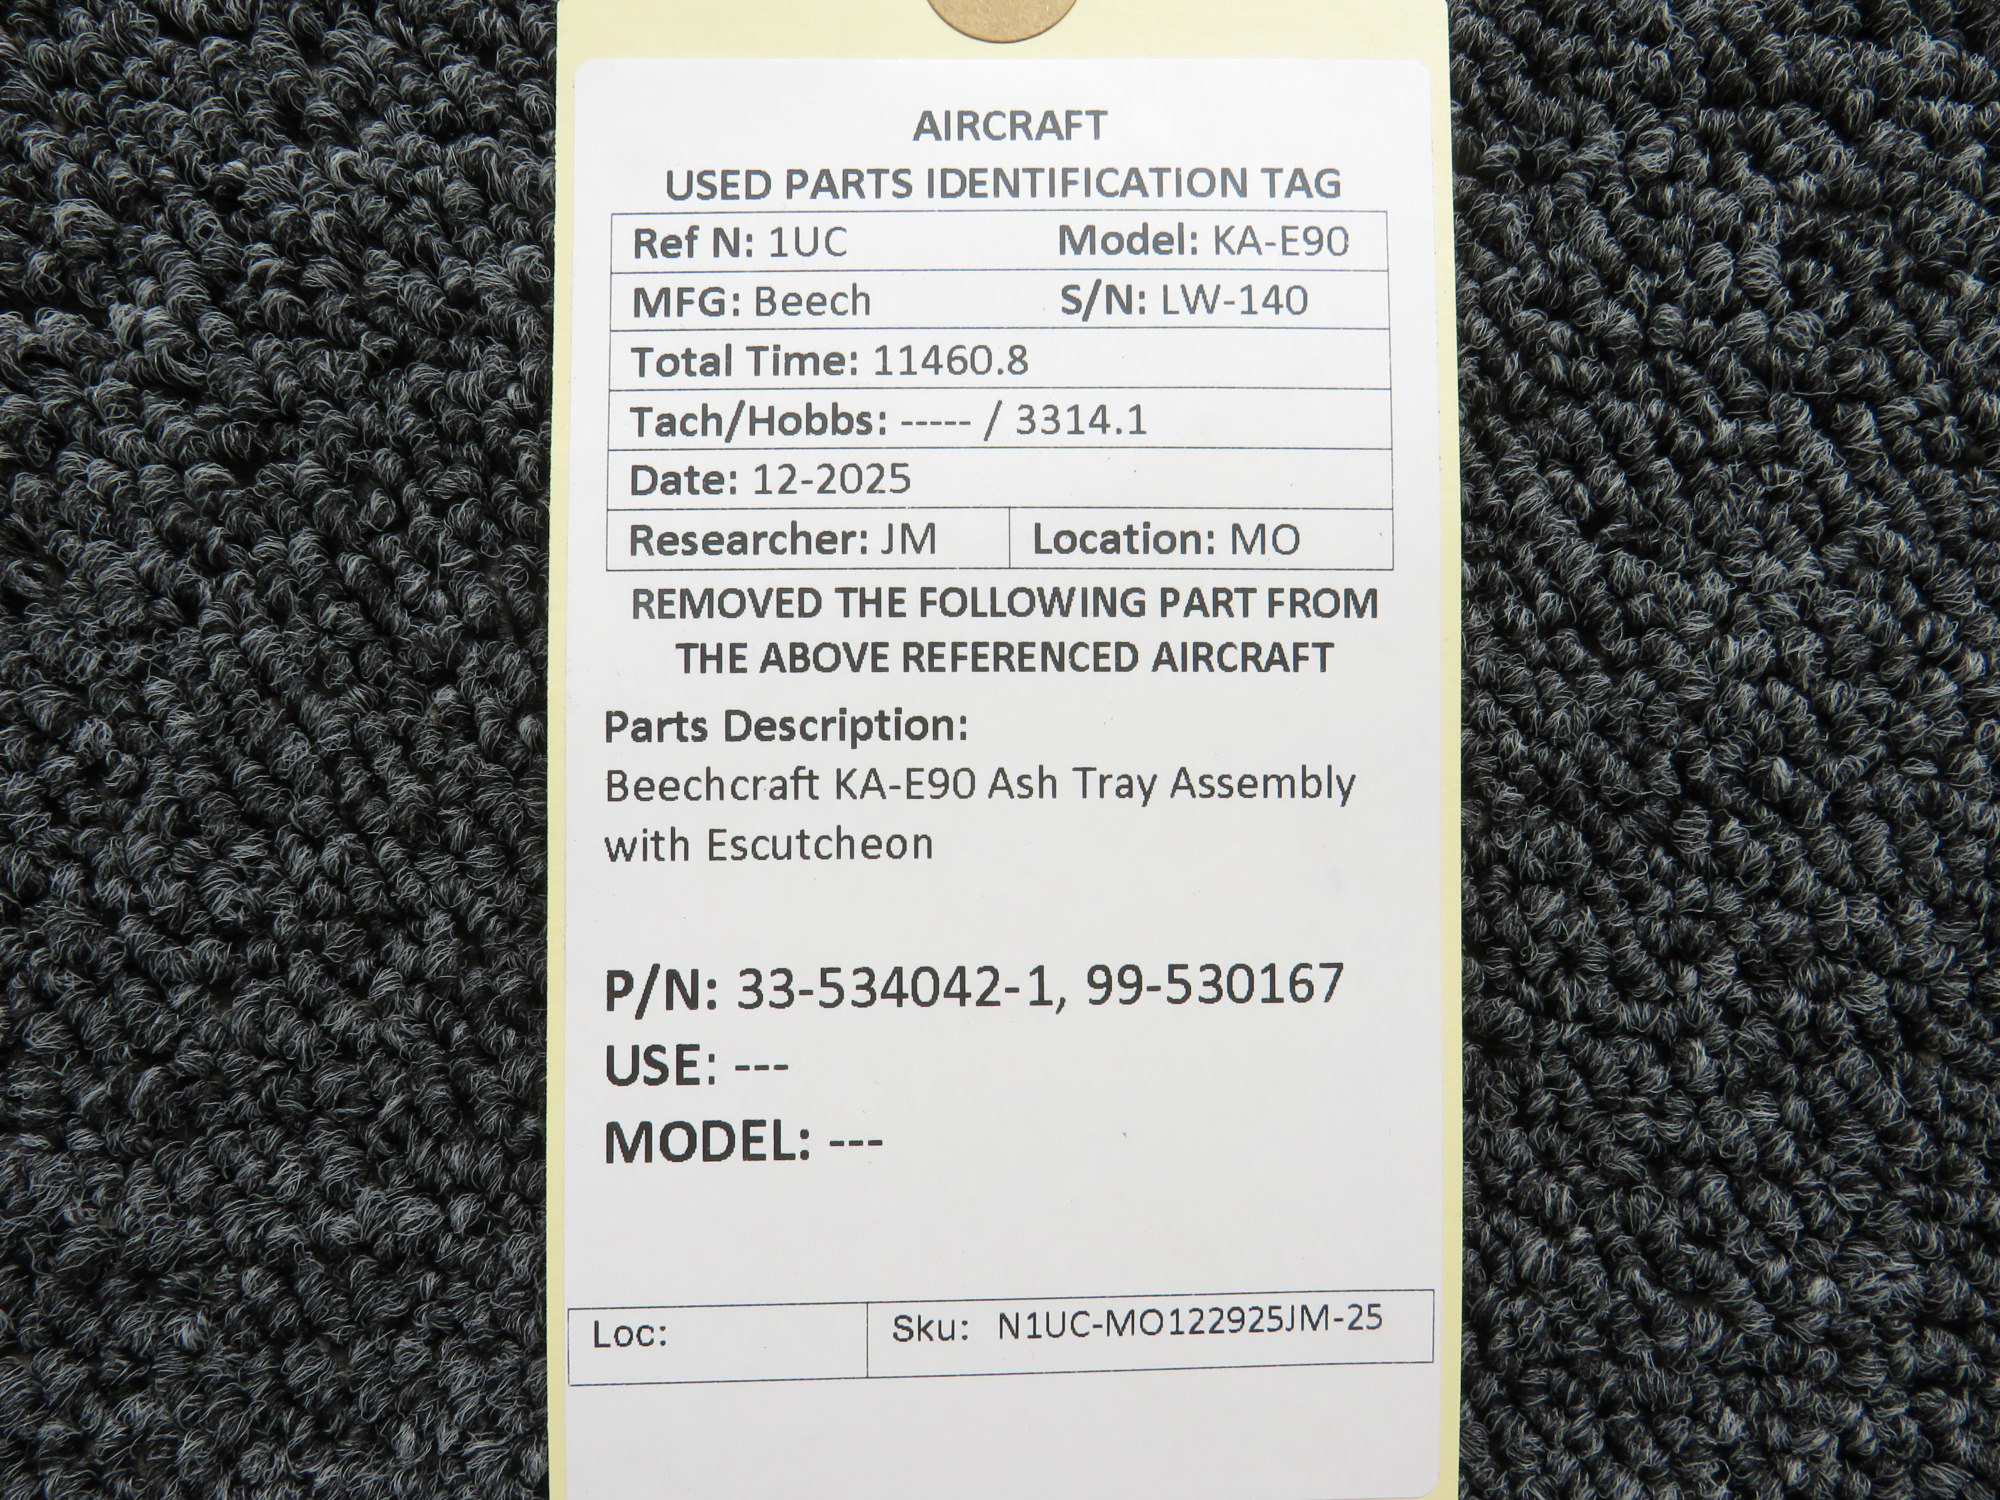 AIRCRAFT
USED PARTS IDENTIFICATION TAG
Ref N: 1UC Model: KA-E90
MFG: Beech S/N: LW-140
Total Time: 11460.8
Tach/Hobbs: ----- / 3314.1
Date: 12-2025
Researcher: JM Location: MO
REMOVED THE FOLLOWING PART FROM
THE ABOVE REFERENCED AIRCRAFT
Parts Description:
Beechcraft KA-E90 Ash Tray Assembly
with Escutcheon
P/N: 33-534042-1, 99-530167
USE: ---
MODEL: ---
Loc: Sku: N1UC-MO122925JM-25